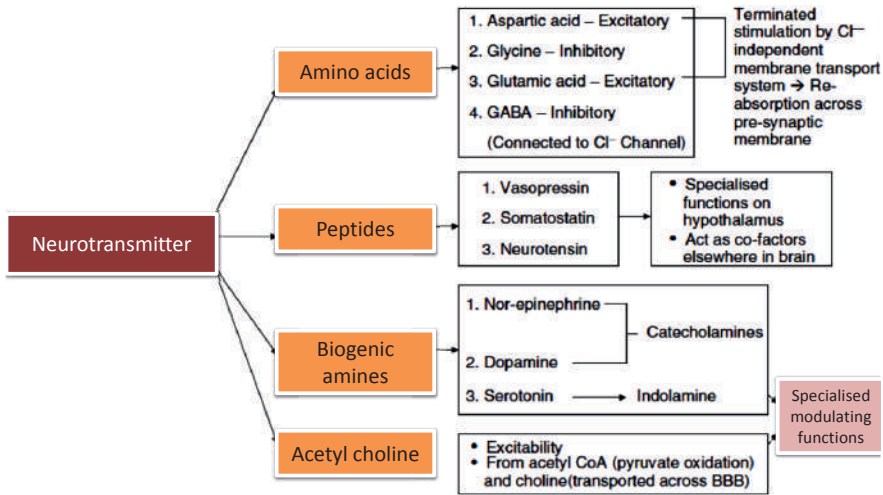 Neurotransmitter
Amino acids
1. Aspartic acid – Excitatory
2. Glycine – Inhibitory
3. Glutamic acid – Excitatory
4. GABA – Inhibitory
(Connected to Cl⁻ Channel)
Terminated
stimulation by Cl⁻
independent
membrane transport
system → Re-
absorption across
pre-synaptic
membrane
Peptides
1. Vasopressin
2. Somatostatin
3. Neurotensin
• Specialised
functions on
hypothalamus
• Act as co-factors
elsewhere in brain
Biogenic
amines
1. Nor-epinephrine
2. Dopamine
Catecholamines
3. Serotonin → Indolamine
Acetyl choline
• Excitability
• From acetyl CoA (pyruvate oxidation)
and choline(transported across BBB)
Specialised
modulating
functions